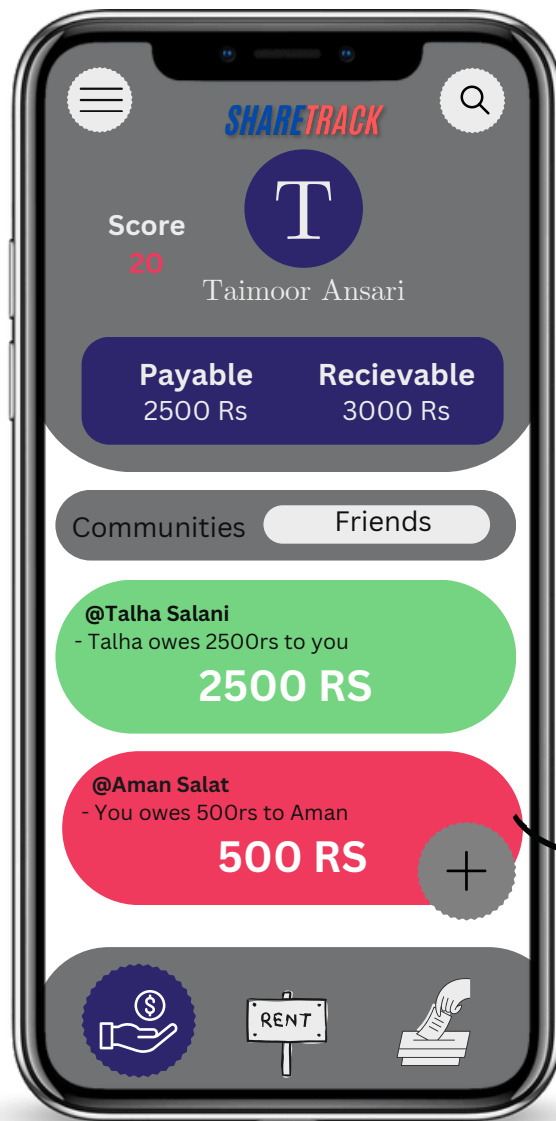 SHARETRACK
T
Score
20
Taimoor Ansari
Payable Recievable
2500 Rs 3000 Rs
Communities Friends
@Talha Salani
- Talha owes 2500rs to you
2500 RS
@Aman Salat
- You owes 500rs to Aman
500 RS
$
RENT